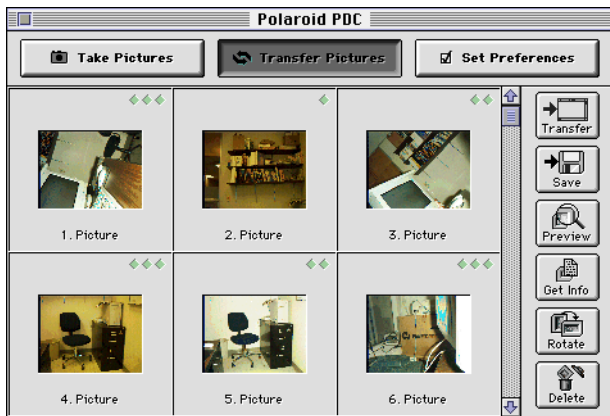 Polaroid PDC
Take Pictures
Transfer Pictures
Set Preferences
1. Picture
2. Picture
3. Picture
4. Picture
5. Picture
6. Picture
Transfer
Save
Preview
Get Info
Rotate
Delete